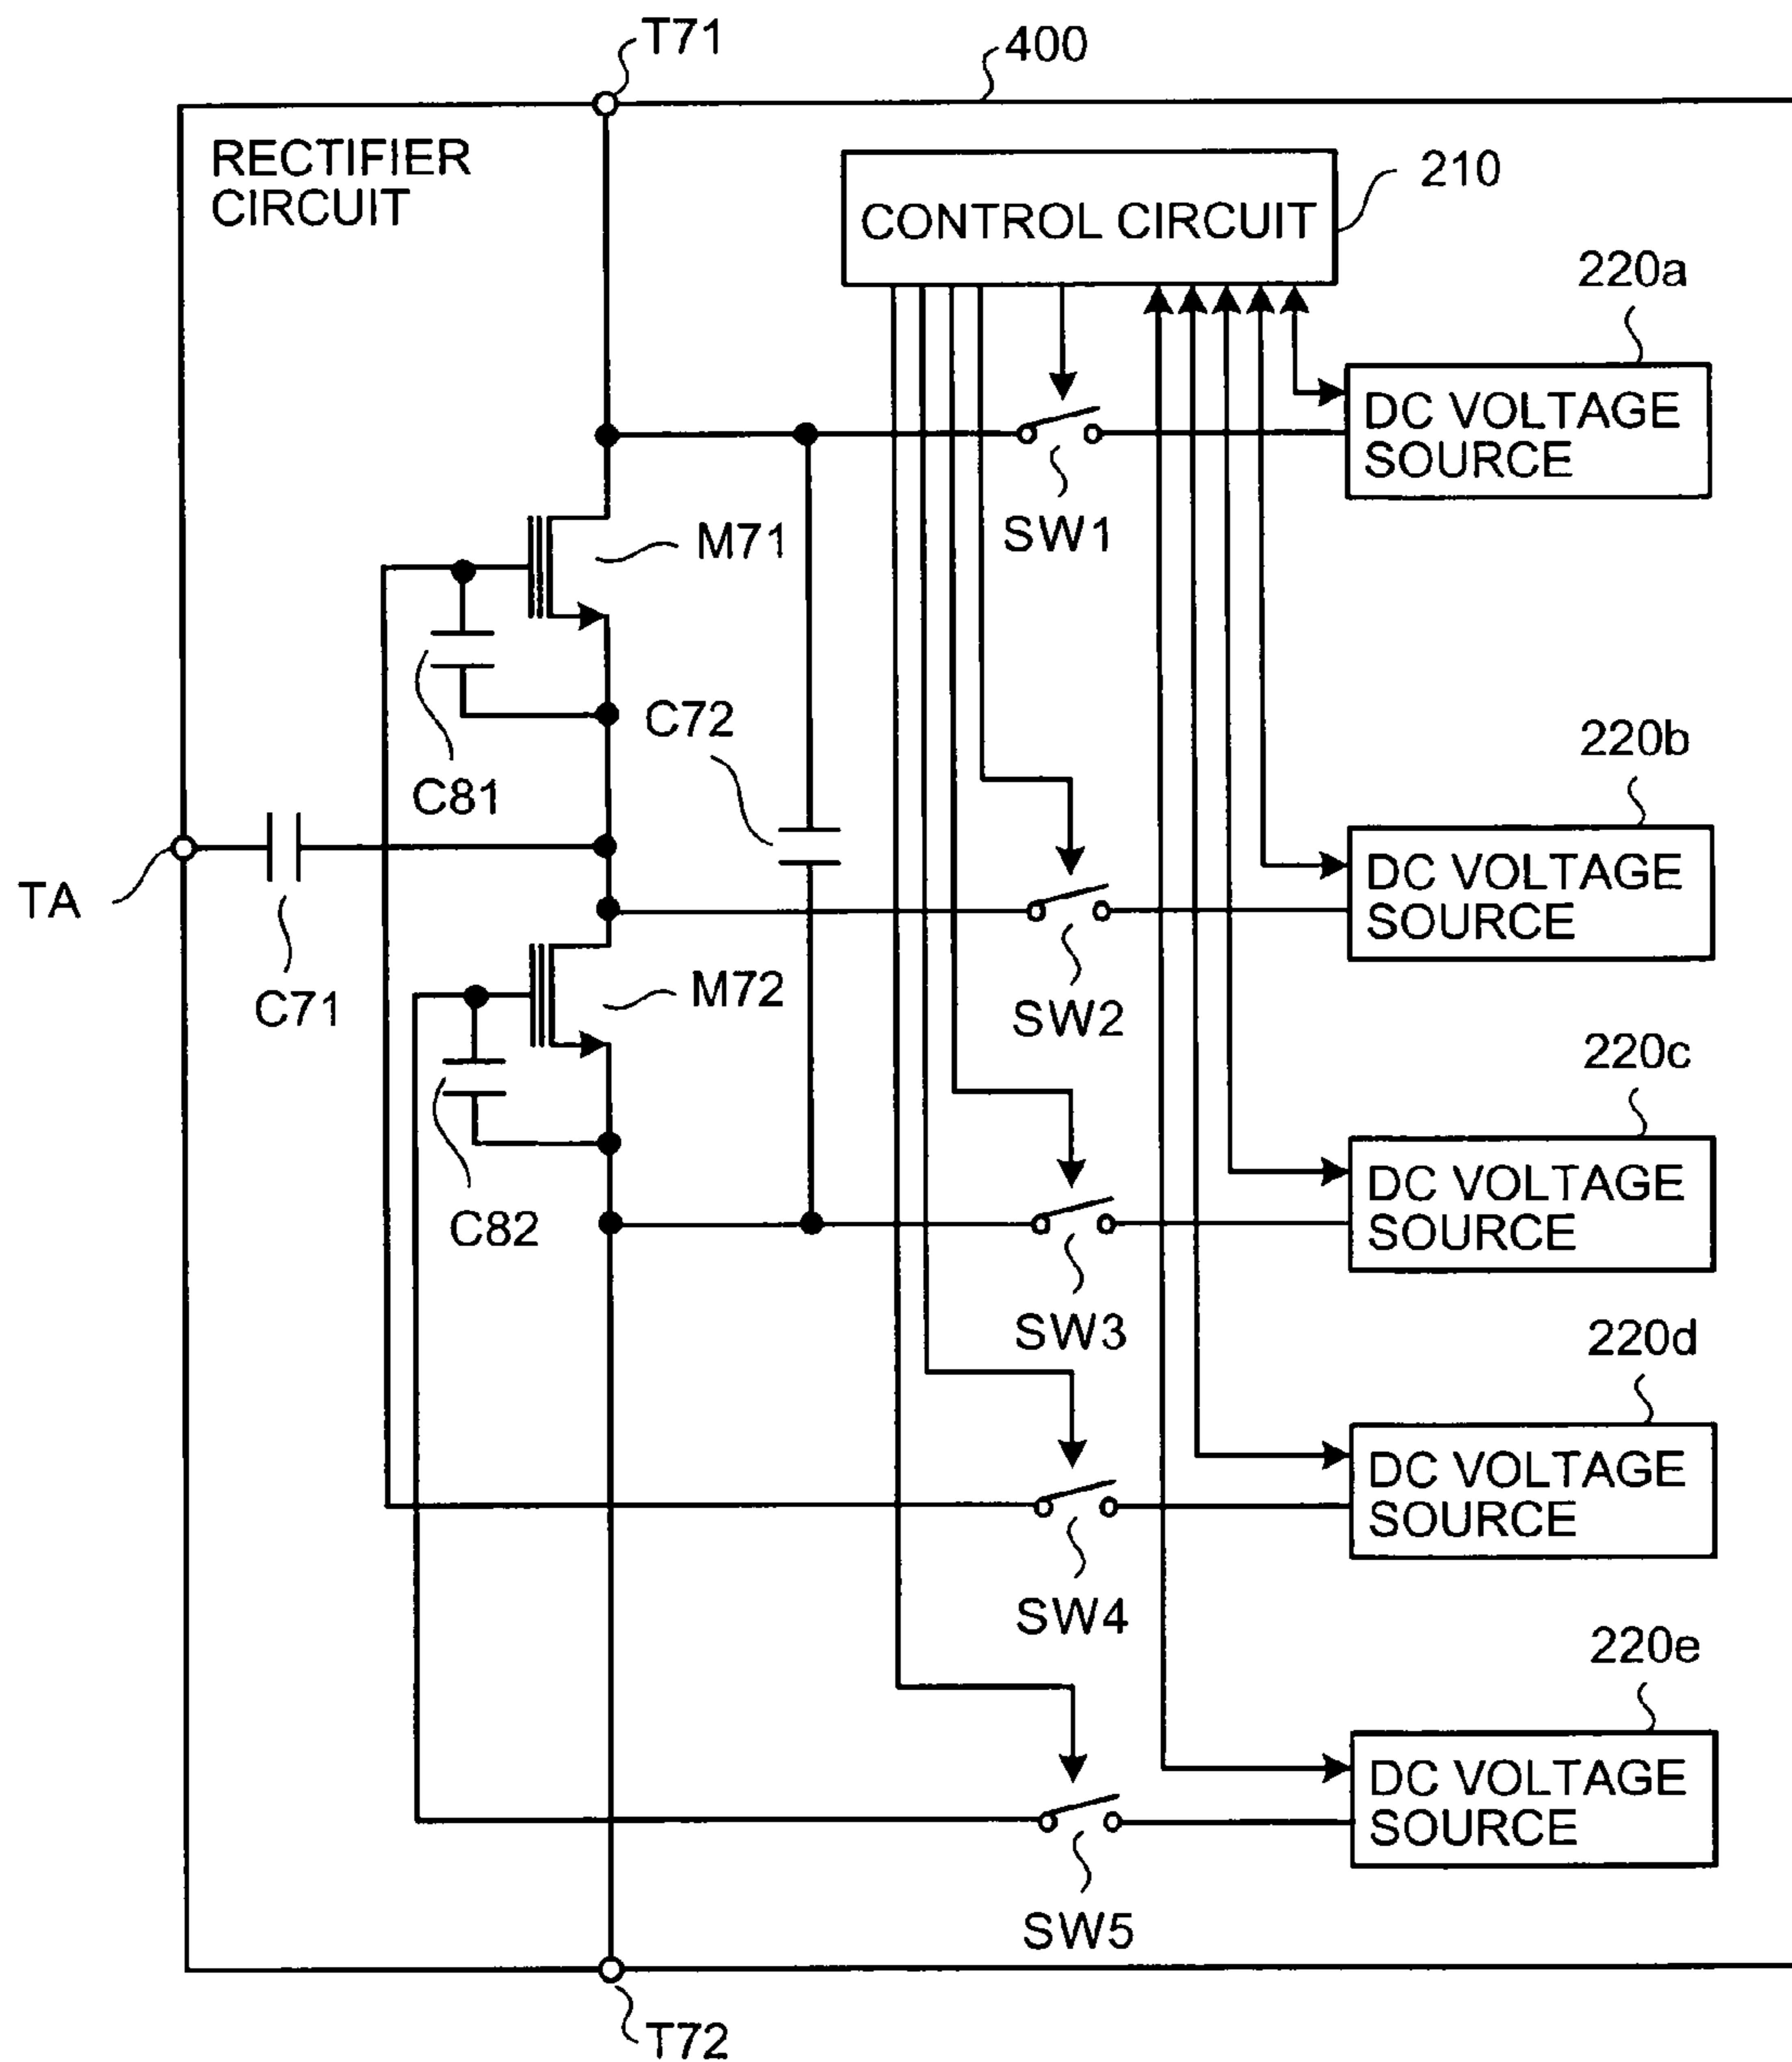 T71
400
RECTIFIER
CIRCUIT
210
CONTROL CIRCUIT
220a
DC VOLTAGE
SOURCE
SW1
M71
C72
220b
C81
DC VOLTAGE
SOURCE
TA
M72
C71
SW2
220c
DC VOLTAGE
SOURCE
C82
SW3
220d
DC VOLTAGE
SOURCE
SW4
220e
DC VOLTAGE
SOURCE
SW5
T72